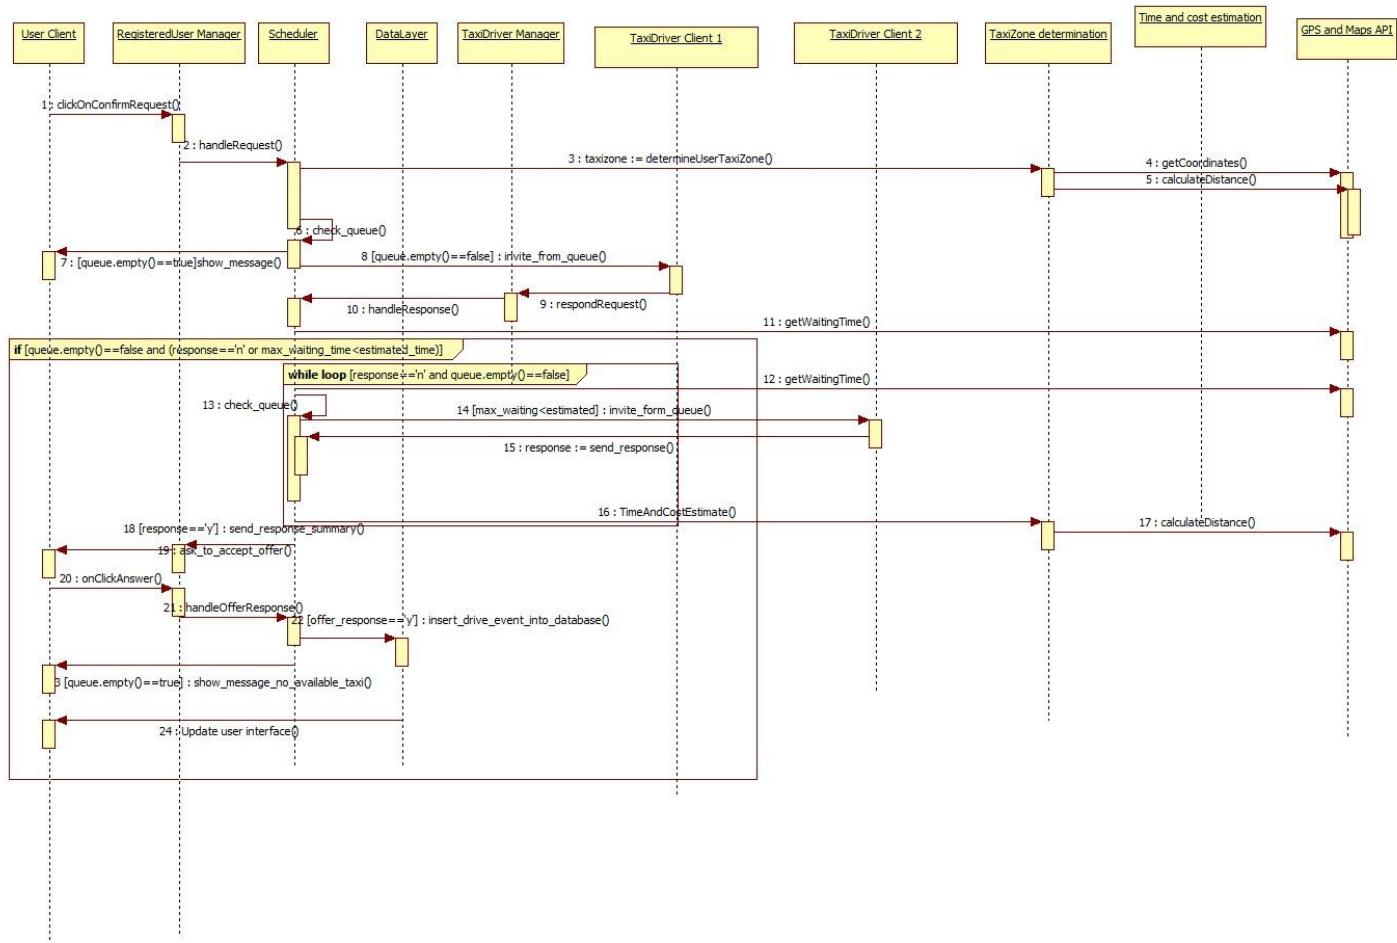 User Client
RegisteredUser Manager
Scheduler
DataLayer
TaxiDriver Manager
TaxiDriver Client 1
TaxiDriver Client 2
TaxiZone determination
Time and cost estimation
GPS and Maps API
1 : clickOnConfirmRequest()
2 : handleRequest()
3 : taxizone := determineUserTaxiZone()
4 : getCoordinates()
5 : calculateDistance()
6 : check_queue()
7 : [queue.empty()==true]show_message()
8 [queue.empty()==false] : invite_from_queue()
9 : respondRequest()
10 : handleResponse()
11 : getWaitingTime()
if [queue.empty()==false and (response=='n' or max_waiting_time<estimated_time)]
while loop [response=='n' and queue.empty()==false]
12 : getWaitingTime()
13 : check_queue()
14 [max_waiting<estimated] : invite_form_queue()
15 : response := send_response()
16 : TimeAndCostEstimate()
17 : calculateDistance()
18 [response=='y'] : send_response_summary()
19 : ask_to_accept_offer()
20 : onClickAnswer()
21 : handleOfferResponse()
22 [offer_response=='y'] : insert_drive_event_into_database()
3 [queue.empty()==true] : show_message_no_available_taxi()
24 : Update user interface()